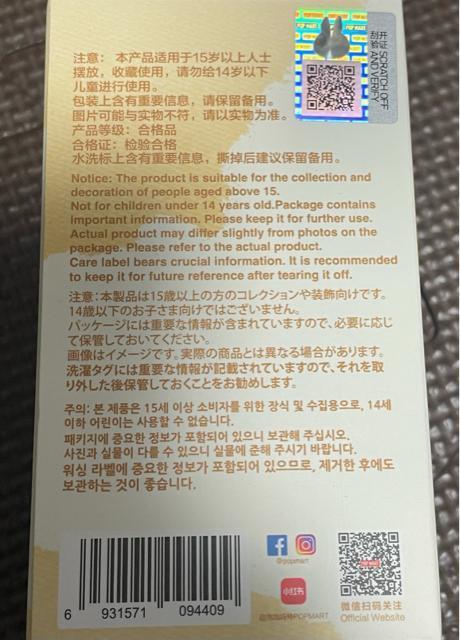 POP MART
开证 SCRATCH OFF
刮验 AND VERIFY
注意： 本产品适用于15岁以上人士
摆放，收藏使用，请勿给14岁以下
儿童进行使用。
包装上含有重要信息，请保留备用。
图片可能与实物不符，请以实物为准。
产品等级：合格品
合格证：检验合格
水洗标上含有重要信息，撕掉后建议保留备用。
Notice: The product is suitable for the collection and
decoration of people aged above 15.
Not for children under 14 years old.Package contains
important information. Please keep it for further use.
Actual product may differ slightly from photos on the
package. Please refer to the actual product.
Care label bears crucial information. It is recommended
to keep it for future reference after tearing it off.
注意:本製品は15歳以上の方のコレクションや装飾向けです。
14歳以下のお子さま向けではございません。
パッケージには重要な情報が含まれていますので、必要に応じ
て保管しておいてください。
画像はイメージです。実際の商品とは異なる場合があります。
洗濯タグには重要な情報が記載されていますので、それを取
り外した後保管しておくことをお勧めします。
주의: 본 제품은 15세 이상 소비자를 위한 장식 및 수집용으로, 14세
이하 어린이는 사용할 수 없습니다.
패키지에 중요한 정보가 포함되어 있으니 보관해 주십시오.
사진과 실물이 다를 수 있으니 실물에 준해 주시기 바랍니다.
워싱 라벨에 중요한 정보가 포함되어 있으므로, 제거한 후에도
보관하는 것이 좋습니다.
@popmart
小红书
泡泡玛特POPMART
POP MART
微信扫码关注
Official Website
6 931571 094409